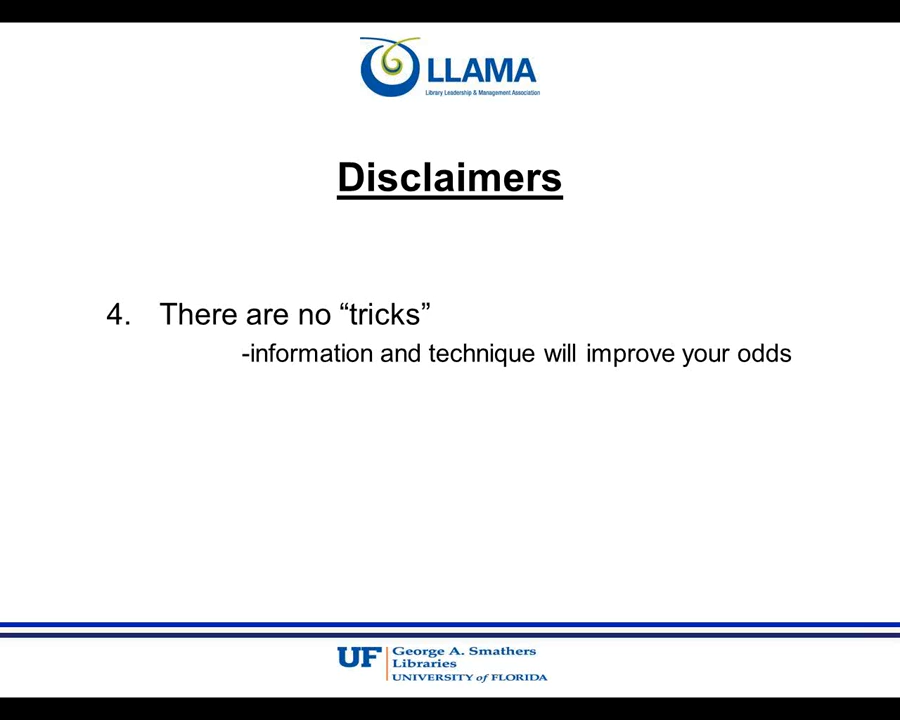 LLAMA
Library Leadership & Management Association
Disclaimers
4. There are no “tricks”
-information and technique will improve your odds
UF
George A. Smathers
Libraries
UNIVERSITY of FLORIDA